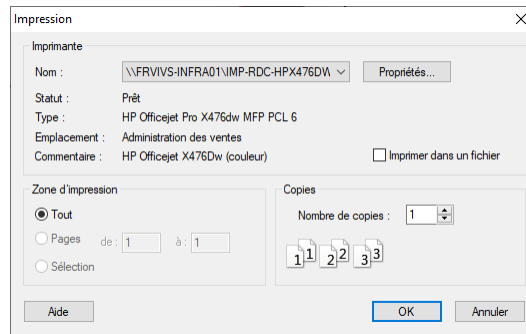 Impression
Imprimante
Nom : \\FRVIVS-INFRA01\IMP-RDC-HPX476DW Propriétés...
Statut : Prêt
Type : HP Officejet Pro X476dw MFP PCL 6
Emplacement : Administration des ventes
Commentaire : HP Officejet X476Dw (couleur) Imprimer dans un fichier
Zone d'impression
Tout
Pages de : 1 à : 1
Sélection
Copies
Nombre de copies : 1
1 1 2 2 3 3
Aide OK Annuler